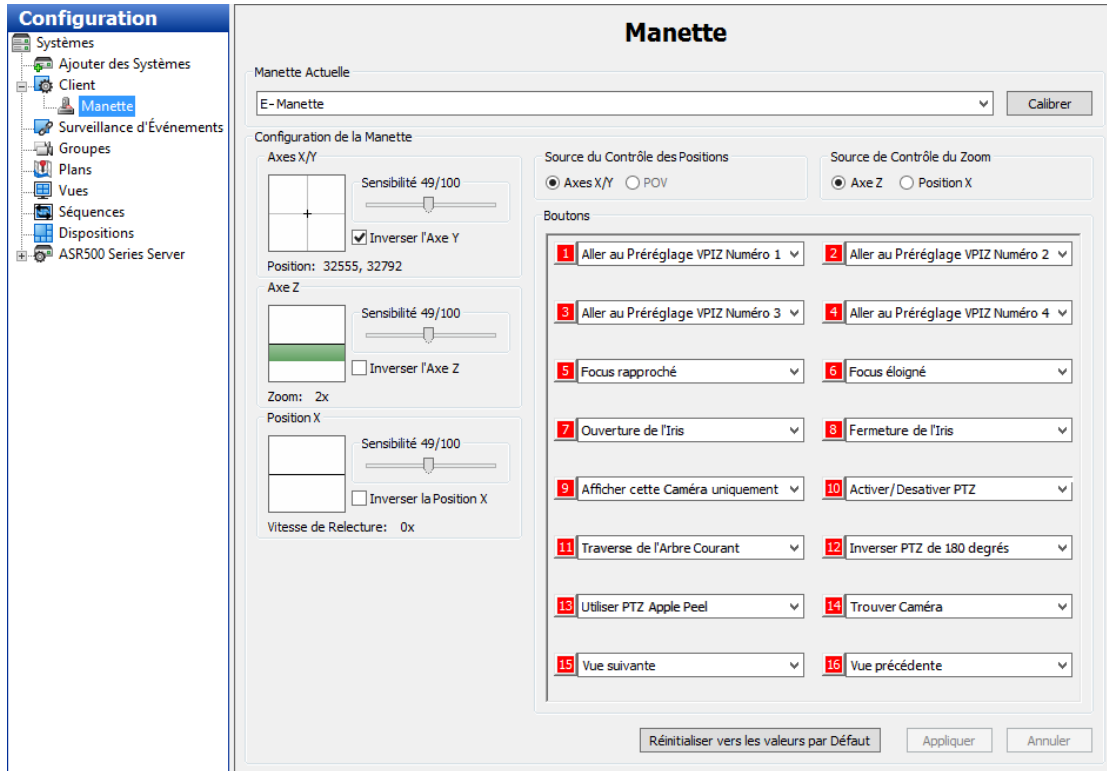 Configuration
Systèmes
Ajouter des Systèmes
Client
Manette
Surveillance d'Événements
Groupes
Plans
Vues
Séquences
Dispositions
ASR500 Series Server
Manette
Manette Actuelle
E-Manette
Calibrer
Configuration de la Manette
Axes X/Y
Sensibilité 49/100
Inverser l'Axe Y
Position: 32555, 32792
Axe Z
Sensibilité 49/100
Inverser l'Axe Z
Zoom: 2x
Position X
Sensibilité 49/100
Inverser la Position X
Vitesse de Relecture: 0x
Source du Contrôle des Positions
Axes X/Y POV
Source de Contrôle du Zoom
Axe Z Position X
Boutons
1 Aller au Préréglage VPIZ Numéro 1
2 Aller au Préréglage VPIZ Numéro 2
3 Aller au Préréglage VPIZ Numéro 3
4 Aller au Préréglage VPIZ Numéro 4
5 Focus rapproché
6 Focus éloigné
7 Ouverture de l'Iris
8 Fermeture de l'Iris
9 Afficher cette Caméra uniquement
10 Activer/Desativer PTZ
11 Traverse de l'Arbre Courant
12 Inverser PTZ de 180 degrés
13 Utiliser PTZ Apple Peel
14 Trouver Caméra
15 Vue suivante
16 Vue précédente
Réinitialiser vers les valeurs par Défaut
Appliquer
Annuler